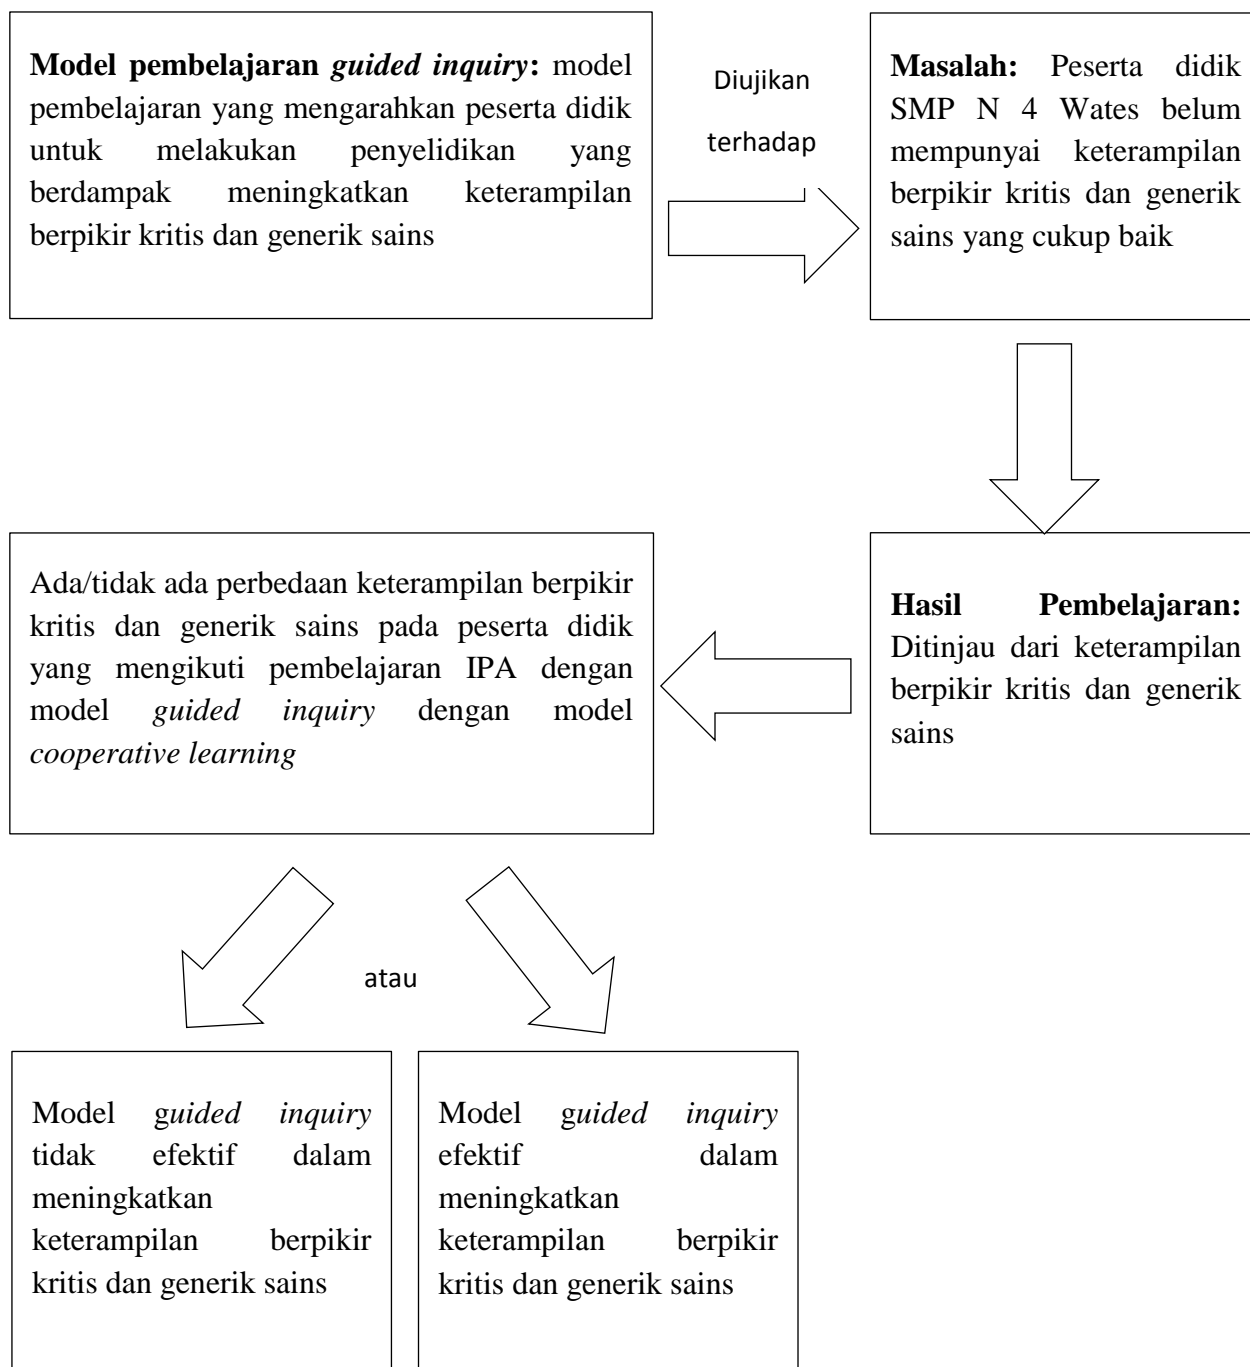 Model pembelajaran guided inquiry: model
pembelajaran yang mengarahkan peserta didik
untuk melakukan penyelidikan yang
berdampak meningkatkan keterampilan
berpikir kritis dan generik sains
Diujikan
terhadap
Masalah: Peserta didik
SMP N 4 Wates belum
mempunyai keterampilan
berpikir kritis dan generik
sains yang cukup baik
Hasil Pembelajaran:
Ditinjau dari keterampilan
berpikir kritis dan generik
sains
Ada/tidak ada perbedaan keterampilan berpikir
kritis dan generik sains pada peserta didik
yang mengikuti pembelajaran IPA dengan
model guided inquiry dengan model
cooperative learning
atau
Model guided inquiry
tidak efektif dalam
meningkatkan
keterampilan berpikir
kritis dan generik sains
Model guided inquiry
efektif dalam
meningkatkan
keterampilan berpikir
kritis dan generik sains